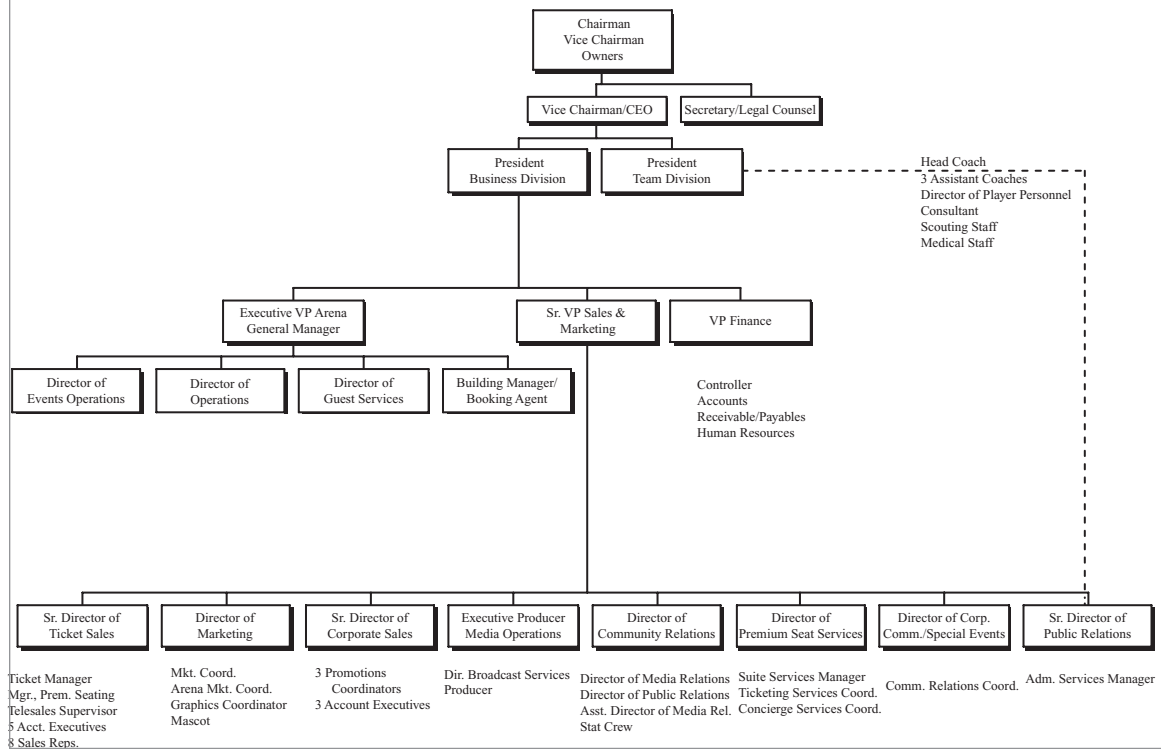 Chairman
Vice Chairman
Owners
Vice Chairman/CEO
Secretary/Legal Counsel
President
Business Division
President
Team Division
Head Coach
3 Assistant Coaches
Director of Player Personnel
Consultant
Scouting Staff
Medical Staff
Executive VP Arena
General Manager
Sr. VP Sales &
Marketing
VP Finance
Director of
Events Operations
Director of
Operations
Director of
Guest Services
Building Manager/
Booking Agent
Controller
Accounts
Receivable/Payables
Human Resources
Sr. Director of
Ticket Sales
Director of
Marketing
Sr. Director of
Corporate Sales
Executive Producer
Media Operations
Director of
Community Relations
Director of
Premium Seat Services
Director of Corp.
Comm./Special Events
Sr. Director of
Public Relations
Ticket Manager
Mgr., Prem. Seating
Telesales Supervisor
5 Acct. Executives
8 Sales Reps.
Mkt. Coord.
Arena Mkt. Coord.
Graphics Coordinator
Mascot
3 Promotions
Coordinators
3 Account Executives
Dir. Broadcast Services
Producer
Director of Media Relations
Director of Public Relations
Asst. Director of Media Rel.
Stat Crew
Suite Services Manager
Ticketing Services Coord.
Concierge Services Coord.
Comm. Relations Coord.
Adm. Services Manager